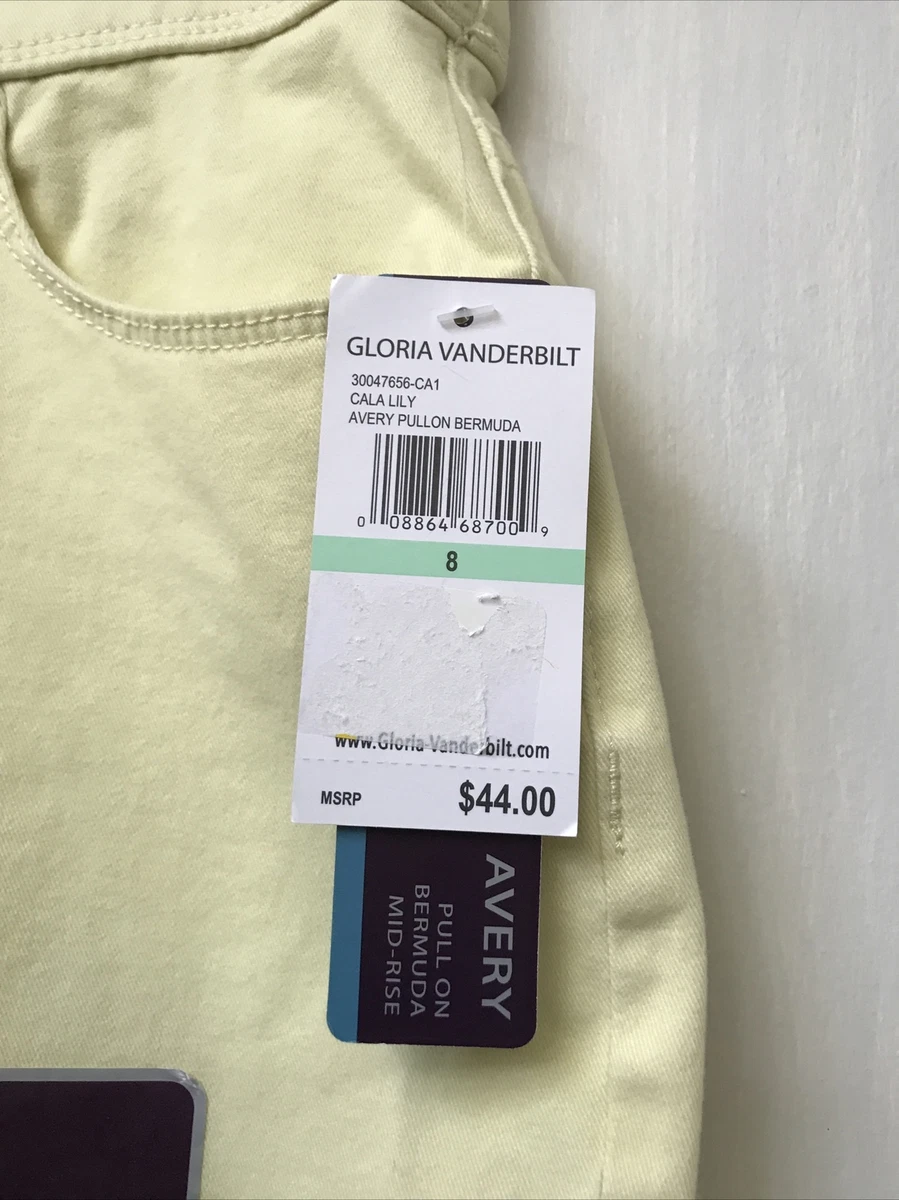 GLORIA VANDERBILT
30047656-CA1
CALA LILY
AVERY PULLON BERMUDA
0 08864 68700 9
8
www.Gloria-Vanderbilt.com
MSRP $44.00
AVERY
PULL ON
BERMUDA
MID-RISE